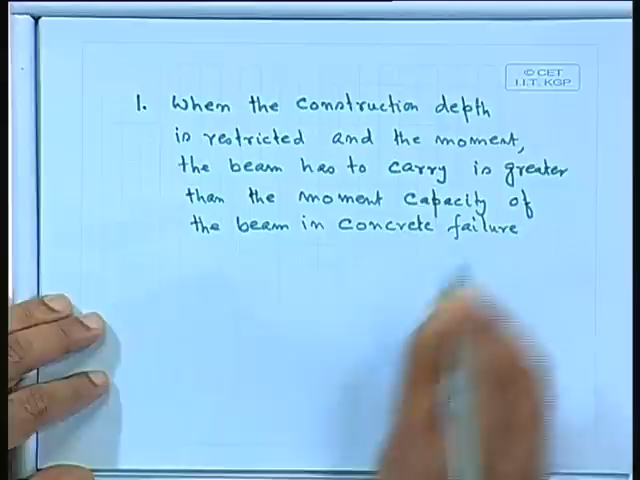 © CET
I.I.T. KGP
1. When the construction depth
is restricted and the moment,
the beam has to carry is greater
than the moment capacity of
the beam in concrete failure